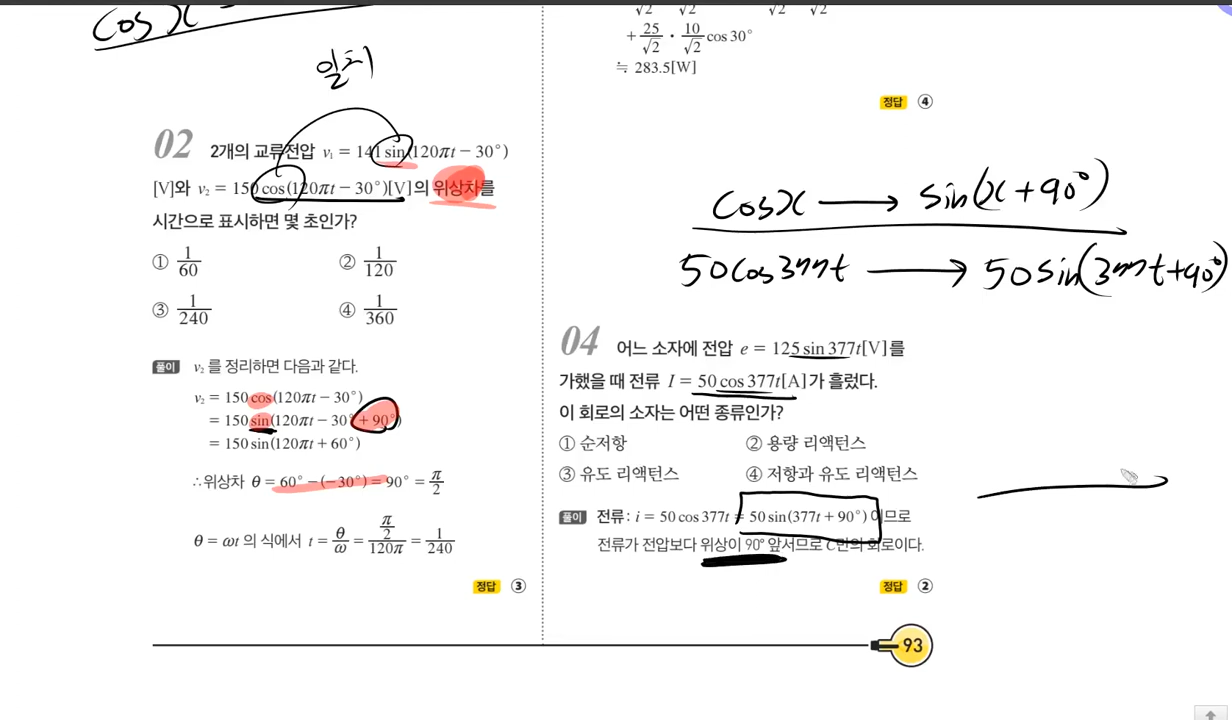 cos x
일치
02 2개의 교류전압 v₁ = 141 sin(120πt − 30°)
[V]와 v₂ = 150 cos(120πt − 30°)[V]의 위상차를
시간으로 표시하면 몇 초인가?
① 1/60 ② 1/120
③ 1/240 ④ 1/360
풀이 v₂ 를 정리하면 다음과 같다.
v₂ = 150 cos(120πt − 30°)
= 150 sin(120πt − 30° + 90°)
= 150 sin(120πt + 60°)
∴위상차 θ = 60° − (−30°) = 90° = π/2
θ = ωt 의 식에서 t = θ/ω = (π/2)/120π = 1/240
정답 ③
√2 √2 √2 √2
+ 25/√2 · 10/√2 cos 30°
≒ 283.5[W]
정답 ④
cos x → sin(x + 90°)
50 cos 377t → 50 sin(377t + 90°)
04 어느 소자에 전압 e = 125 sin 377t[V]를
가했을 때 전류 I = 50 cos 377t[A]가 흘렀다.
이 회로의 소자는 어떤 종류인가?
① 순저항 ② 용량 리액턴스
③ 유도 리액턴스 ④ 저항과 유도 리액턴스
풀이 전류 : i = 50 cos 377t = 50 sin(377t + 90°) 이므로
전류가 전압보다 위상이 90° 앞서므로 C만의 회로이다.
정답 ②
93